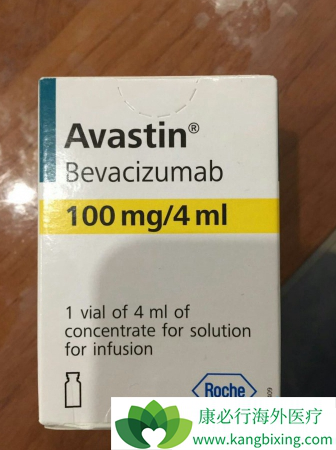 Avastin®
Bevacizumab
100 mg/4 ml
1 vial of 4 ml of
concentrate for solution
for infusion
Roche
康必行海外医疗
www.kangbixing.com